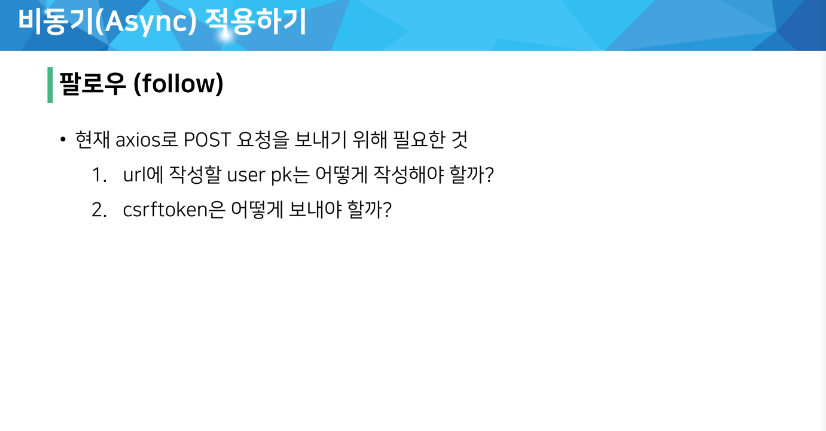 비동기(Async) 적용하기
팔로우 (follow)
• 현재 axios로 POST 요청을 보내기 위해 필요한 것
1. url에 작성할 user pk는 어떻게 작성해야 할까?
2. csrftoken은 어떻게 보내야 할까?